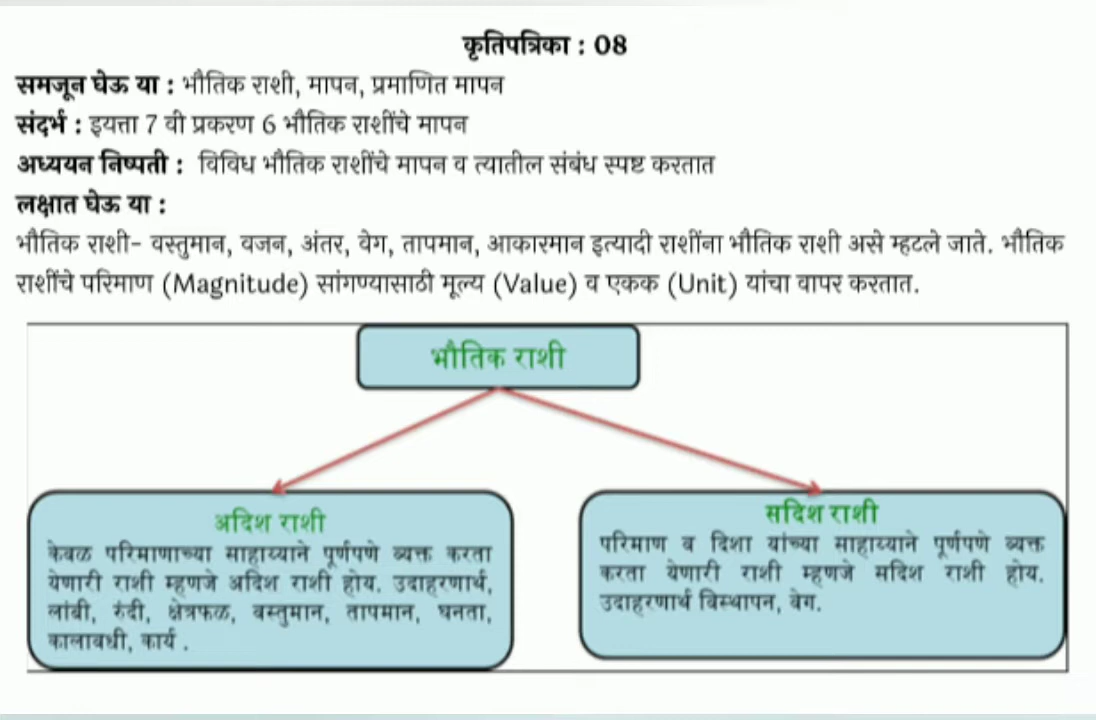 कृतिपत्रिका : 08
समजून घेऊ या : भौतिक राशी, मापन, प्रमाणित मापन
संदर्भ : इयत्ता 7 वी प्रकरण 6 भौतिक राशींचे मापन
अध्ययन निष्पती : विविध भौतिक राशींचे मापन व त्यातील संबंध स्पष्ट करतात
लक्षात घेऊ या :
भौतिक राशी- वस्तुमान, वजन, अंतर, वेग, तापमान, आकारमान इत्यादी राशींना भौतिक राशी असे म्हटले जाते. भौतिक
राशींचे परिमाण (Magnitude) सांगण्यासाठी मूल्य (Value) व एकक (Unit) यांचा वापर करतात.
भौतिक राशी
अदिश राशी
केवळ परिमाणाच्या साहाय्याने पूर्णपणे व्यक्त करता
येणारी राशी म्हणजे अदिश राशी होय. उदाहरणार्थ,
लांबी, रुंदी, क्षेत्रफळ, वस्तुमान, तापमान, घनता,
कालावधी, कार्य .
सदिश राशी
परिमाण व दिशा यांच्या साहाय्याने पूर्णपणे व्यक्त
करता येणारी राशी म्हणजे सदिश राशी होय.
उदाहरणार्थ विस्थापन, वेग.